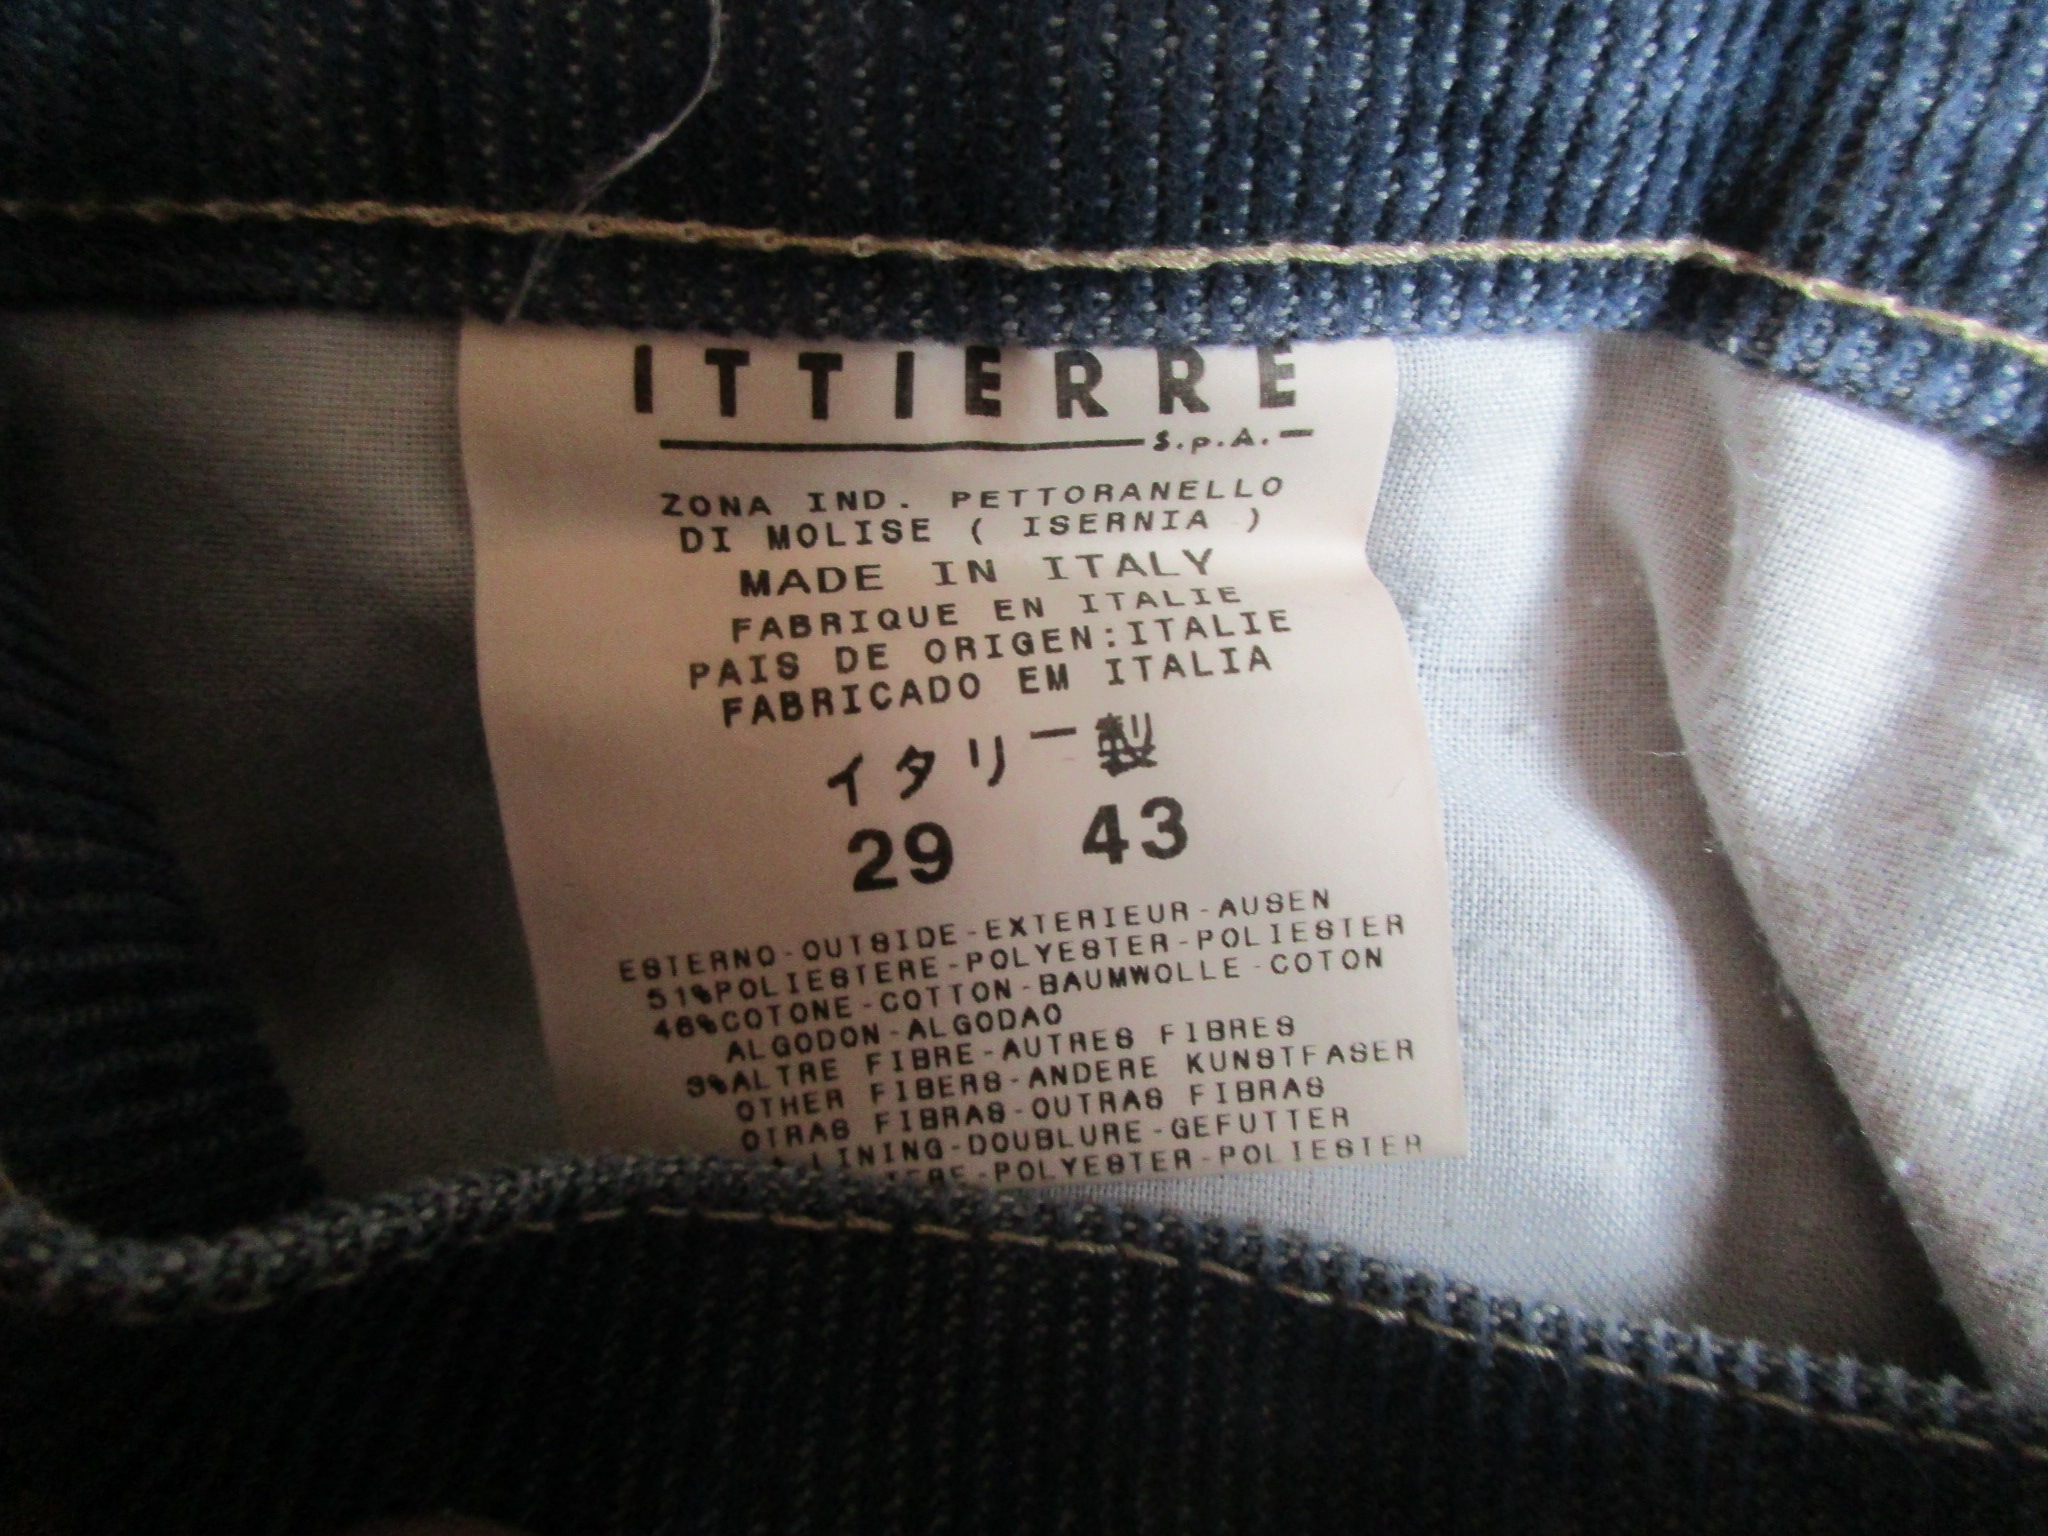 ITTIERRE
S.p.A.
ZONA IND. PETTORANELLO
DI MOLISE ( ISERNIA )
MADE IN ITALY
FABRIQUE EN ITALIE
PAIS DE ORIGEN:ITALIE
FABRICADO EM ITALIA
イタリー製
29 43
ESTERNO-OUTSIDE-EXTERIEUR-AUSEN
51%POLIESTERE-POLYESTER-POLIESTER
46%COTONE-COTTON-BAUMWOLLE-COTON
ALGODON-ALGODAO
3%ALTRE FIBRE-AUTRES FIBRES
OTHER FIBERS-ANDERE KUNSTFASER
OTRAS FIBRAS-OUTRAS FIBRAS
LINING-DOUBLURE-GEFUTTER
-POLYESTER-POLIESTER